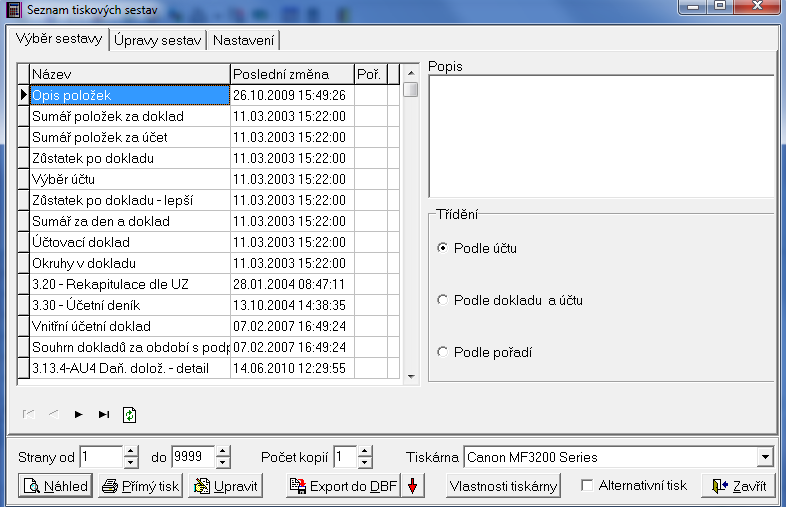 Seznam tiskových sestav
Výběr sestavy Úpravy sestav Nastavení
Název Poslední změna Poř.
Opis položek 26.10.2009 15:49:26
Sumář položek za doklad 11.03.2003 15:22:00
Sumář položek za účet 11.03.2003 15:22:00
Zůstatek po dokladu 11.03.2003 15:22:00
Výběr účtu 11.03.2003 15:22:00
Zůstatek po dokladu - lepší 11.03.2003 15:22:00
Sumář za den a doklad 11.03.2003 15:22:00
Účtovací doklad 11.03.2003 15:22:00
Okruhy v dokladu 11.03.2003 15:22:00
3.20 - Rekapitulace dle UZ 28.01.2004 08:47:11
3.30 - Účetní deník 13.10.2004 14:38:35
Vnitřní účetní doklad 07.02.2007 16:49:24
Souhrn dokladů za období s podp 07.02.2007 16:49:24
3.13.4-AU4 Daň. dolož. - detail 14.06.2010 12:29:55
Popis
Třídění
Podle účtu
Podle dokladu a účtu
Podle pořadí
Strany od 1 do 9999 Počet kopií 1 Tiskárna Canon MF3200 Series
Náhled Přímý tisk Upravit Export do DBF Vlastnosti tiskárny Alternativní tisk Zavřít